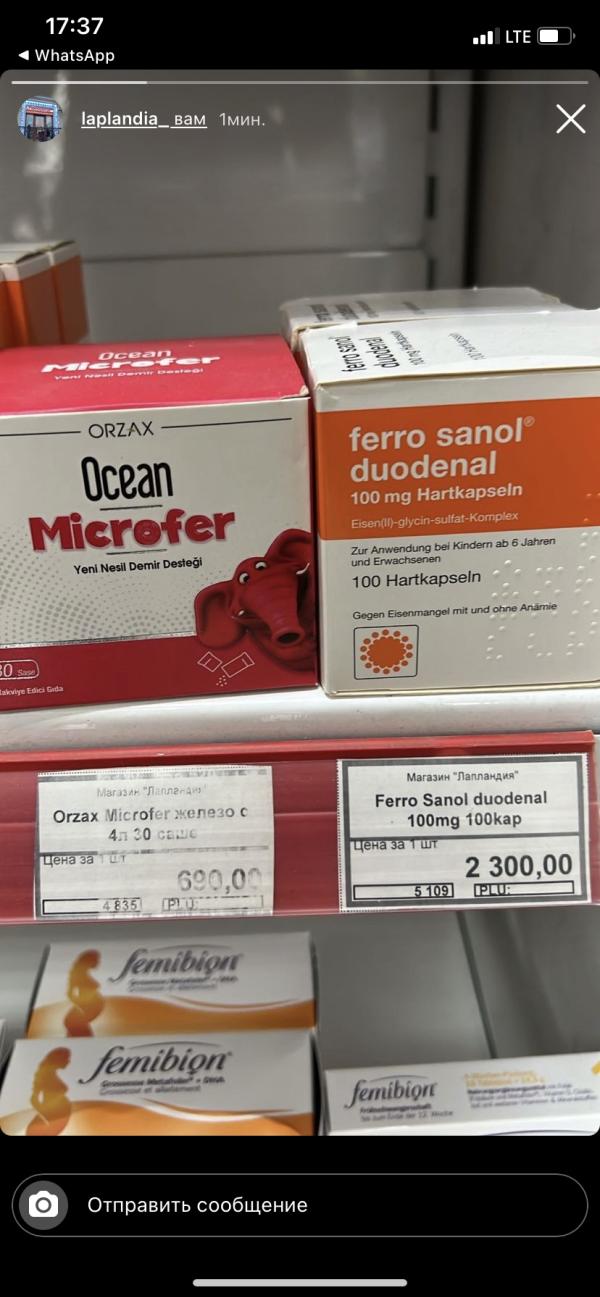 17:37
LTE
◀ WhatsApp
laplandia_ вам 1мин.
Ocean
Microfer
Yeni Nesil Demir Desteği
ORZAX
Ocean
Microfer
Yeni Nesil Demir Desteği
30 Saşe
Takviye Edici Gıda
ferro sanol
duodenal
ferro sanol®
duodenal
100 mg Hartkapseln
Eisen(II)-glycin-sulfat-Komplex
Zur Anwendung bei Kindern ab 6 Jahren
und Erwachsenen
100 Hartkapseln
Gegen Eisenmangel mit und ohne Anämie
Магазин "Лапландия"
Orzax Microfer железо с
4л 30 саше
Цена за 1 шт
690,00
4 835 PLU:
Магазин "Лапландия"
Ferro Sanol duodenal
100mg 100kap
Цена за 1 шт
2 300,00
5 109 PLU:
femibion
femibion
femibion
Frühschwangerschaft
Отправить сообщение